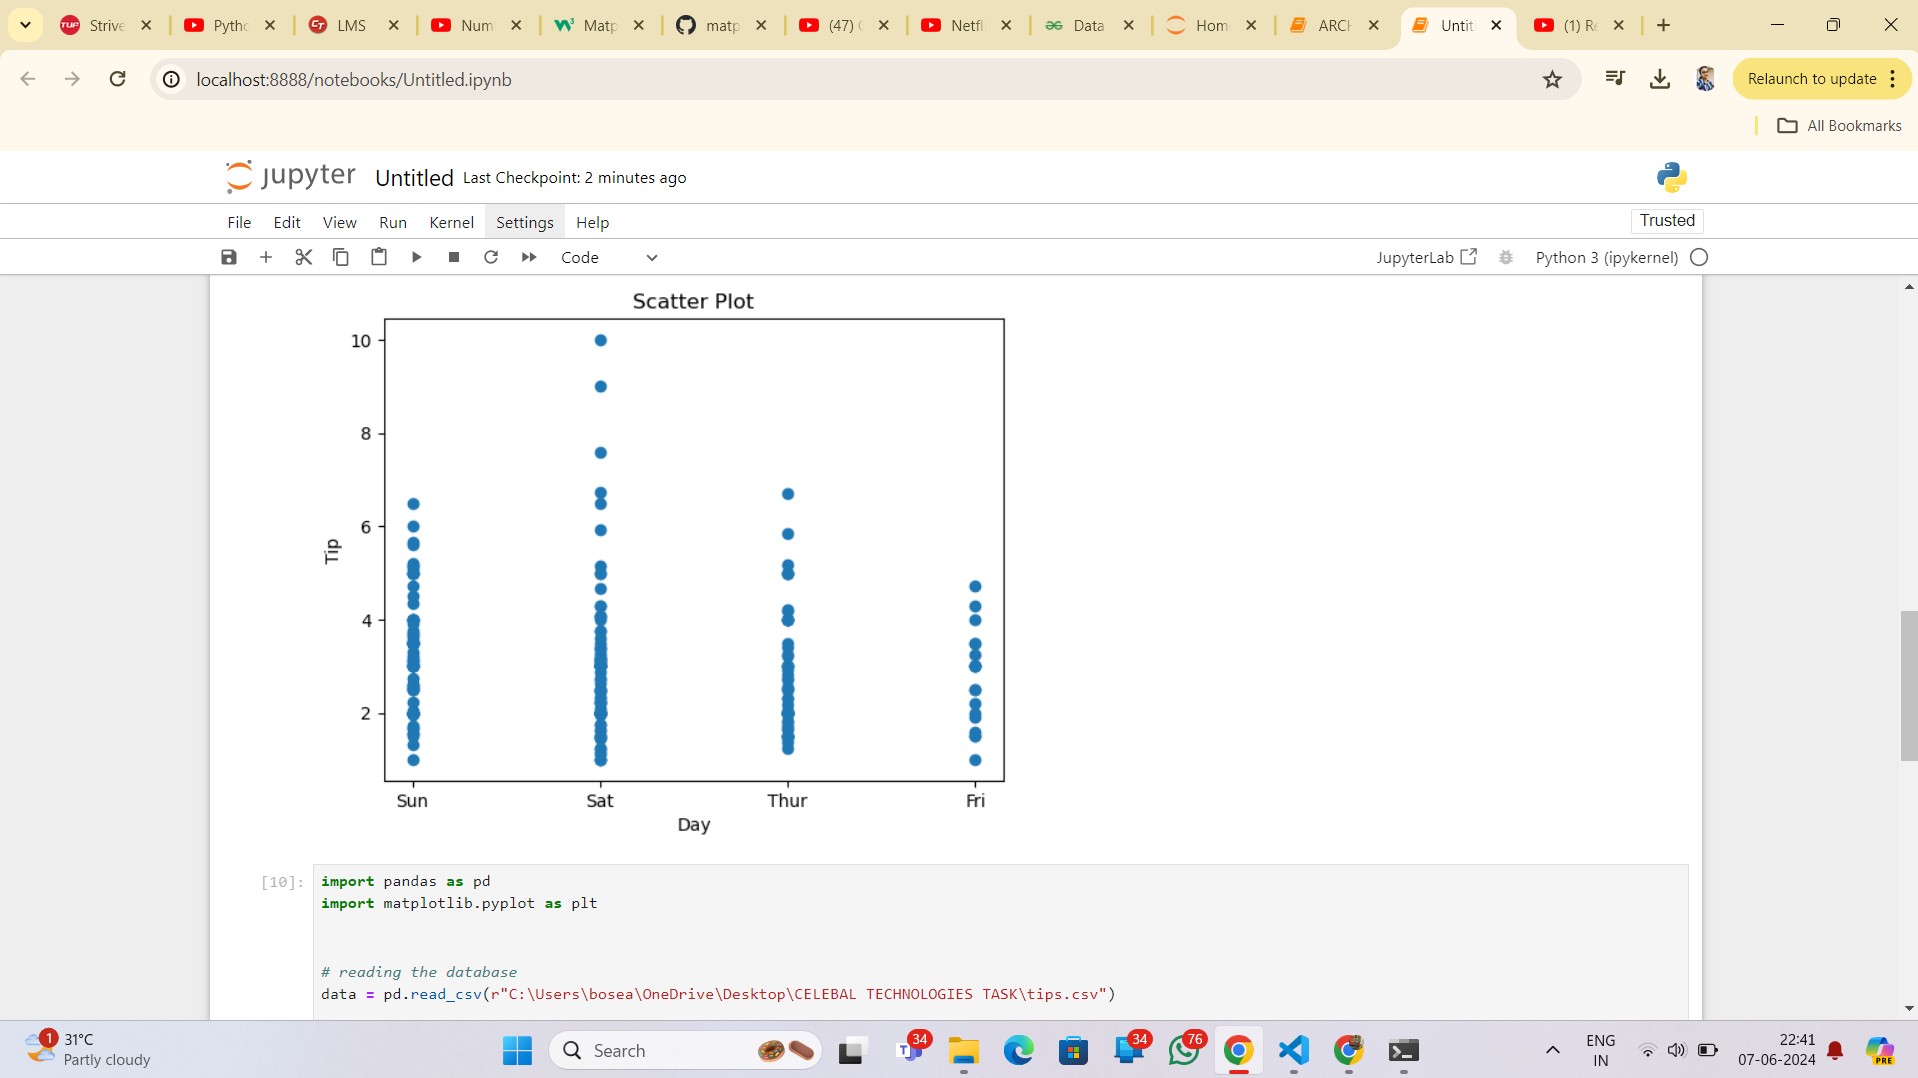 Strive
Pytho
LMS
Num
Matp
matp
(47) (
Netfli
Data
Hom
ARCH
Untit
(1) Re
localhost:8888/notebooks/Untitled.ipynb
Relaunch to update
All Bookmarks
jupyter Untitled Last Checkpoint: 2 minutes ago
File Edit View Run Kernel Settings Help
Trusted
Code
JupyterLab
Python 3 (ipykernel)
Scatter Plot
10
8
6
4
2
Tip
Sun Sat Thur Fri
Day
[10]:
import pandas as pd
import matplotlib.pyplot as plt
# reading the database
data = pd.read_csv(r"C:\Users\bosea\OneDrive\Desktop\CELEBAL TECHNOLOGIES TASK\tips.csv")
1
31°C
Partly cloudy
Search
34
34
76
ENG
IN
22:41
07-06-2024
PRE